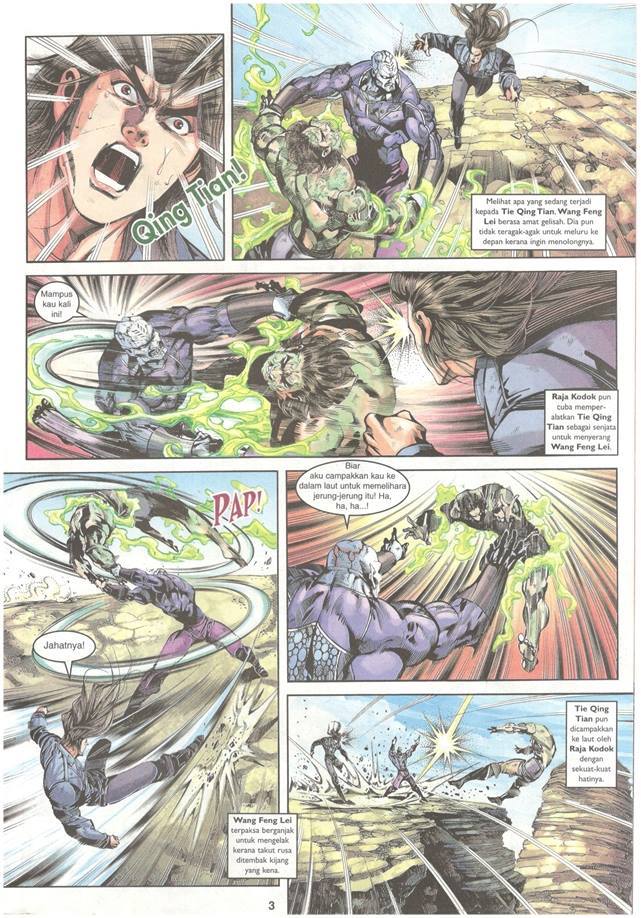 Qing Tian!
Melihat apa yang sedang terjadi
kepada Tie Qing Tian, Wang Feng
Lei berasa amat gelisah. Dia pun
tidak teragak-agak untuk meluru ke
depan kerana ingin menolongnya.
Mampus
kau kali
ini!
Raja Kodok pun
cuba memper-
alatkan Tie Qing
Tian sebagai senjata
untuk menyerang
Wang Feng Lei.
PAP!
Jahatnya!
Wang Feng Lei
terpaksa berganjak
untuk mengelak
kerana takut rusa
ditembak kijang
yang kena.
Biar
aku campakkan kau ke
dalam laut untuk memelihara
jerung-jerung itu! Ha,
ha, ha...!
Tie Qing
Tian pun
dicampakkan
ke laut oleh
Raja Kodok
dengan
sekuat-kuat
hatinya.
3